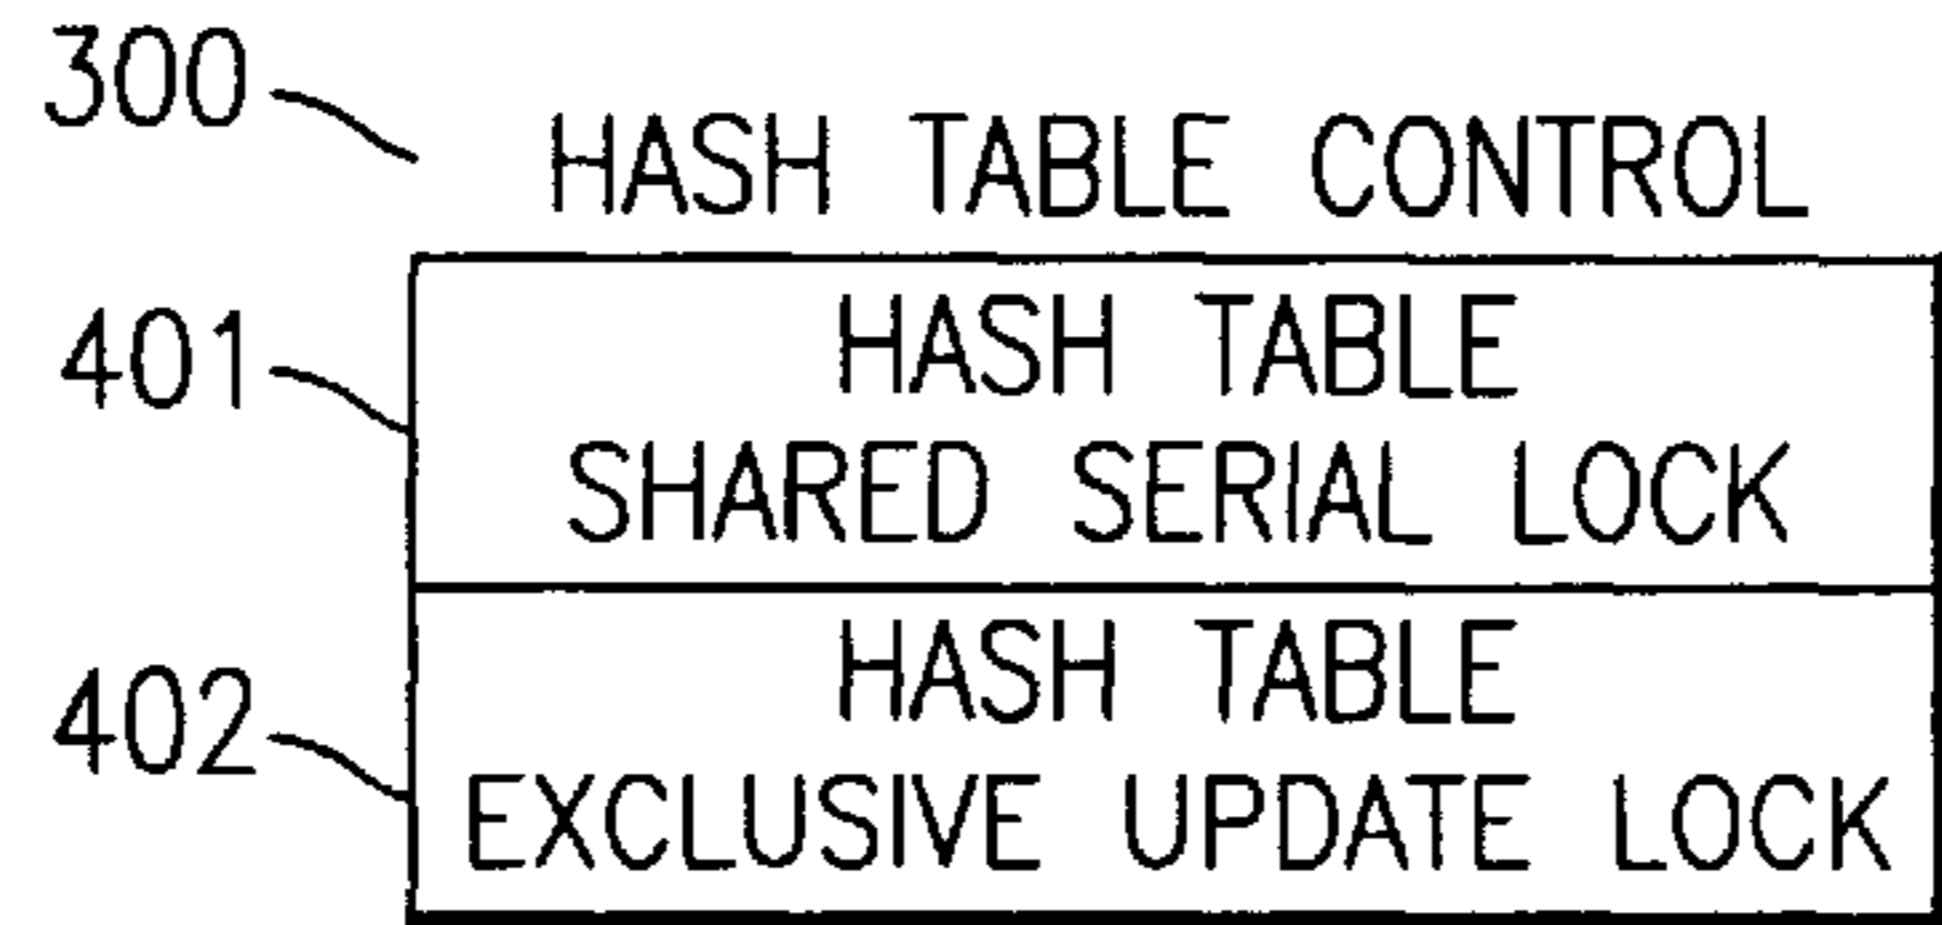 300 HASH TABLE CONTROL
401 HASH TABLE
SHARED SERIAL LOCK
402 HASH TABLE
EXCLUSIVE UPDATE LOCK